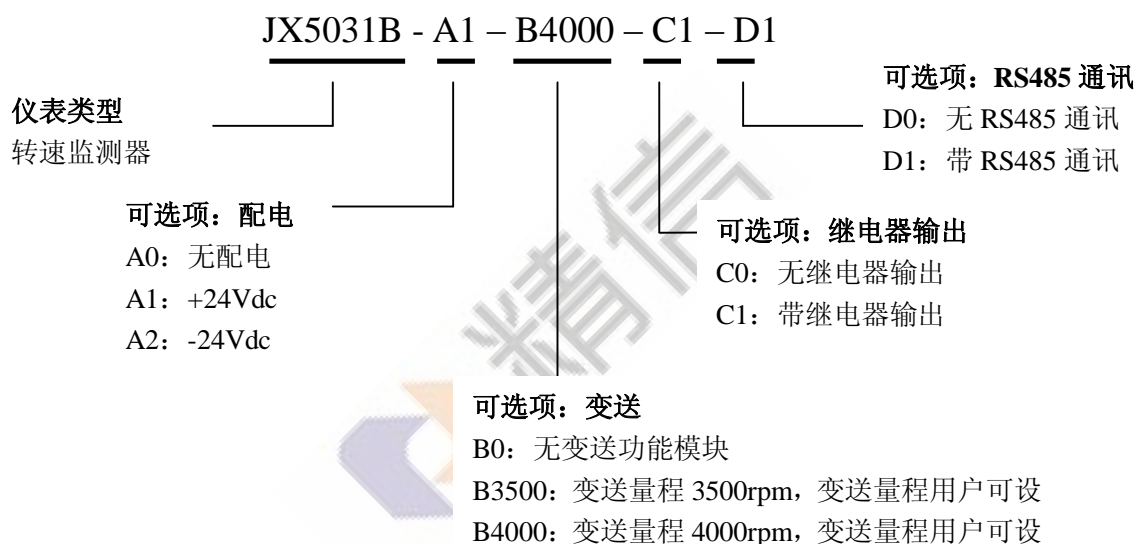 JX5031B - A1 – B4000 – C1 – D1
仪表类型
转速监测器
可选项：RS485 通讯
D0：无 RS485 通讯
D1：带 RS485 通讯
可选项：配电
A0：无配电
A1：+24Vdc
A2：-24Vdc
可选项：继电器输出
C0：无继电器输出
C1：带继电器输出
可选项：变送
B0：无变送功能模块
B3500：变送量程 3500rpm，变送量程用户可设
B4000：变送量程 4000rpm，变送量程用户可设
精信